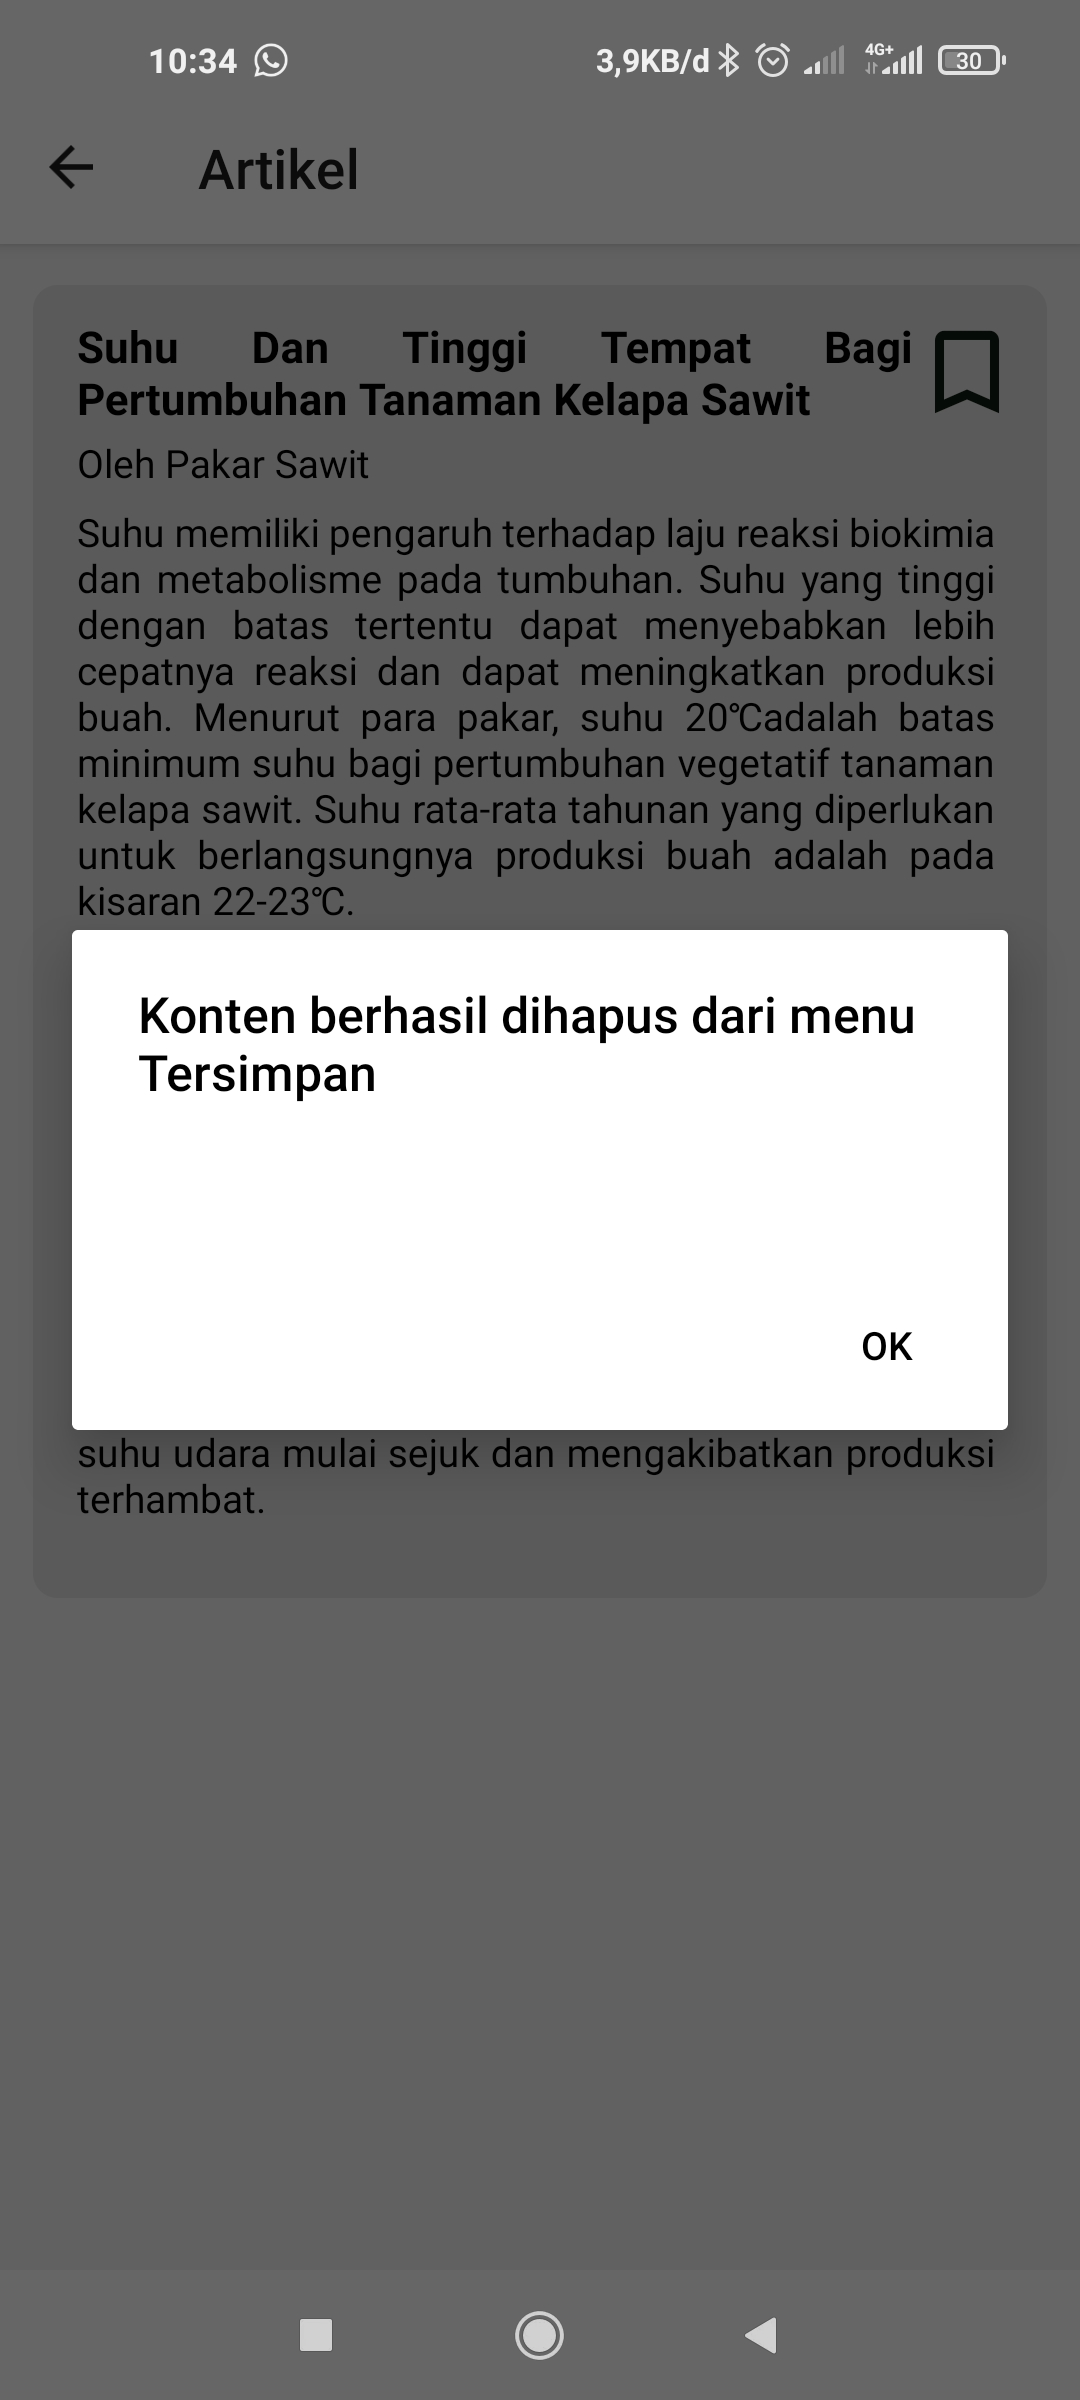 10:34 3,9KB/d 4G+ 30
Artikel
Suhu Dan Tinggi Tempat Bagi
Pertumbuhan Tanaman Kelapa Sawit
Oleh Pakar Sawit
Suhu memiliki pengaruh terhadap laju reaksi biokimia
dan metabolisme pada tumbuhan. Suhu yang tinggi
dengan batas tertentu dapat menyebabkan lebih
cepatnya reaksi dan dapat meningkatkan produksi
buah. Menurut para pakar, suhu 20℃adalah batas
minimum suhu bagi pertumbuhan vegetatif tanaman
kelapa sawit. Suhu rata-rata tahunan yang diperlukan
untuk berlangsungnya produksi buah adalah pada
kisaran 22-23℃.
Konten berhasil dihapus dari menu
Tersimpan
OK
suhu udara mulai sejuk dan mengakibatkan produksi
terhambat.